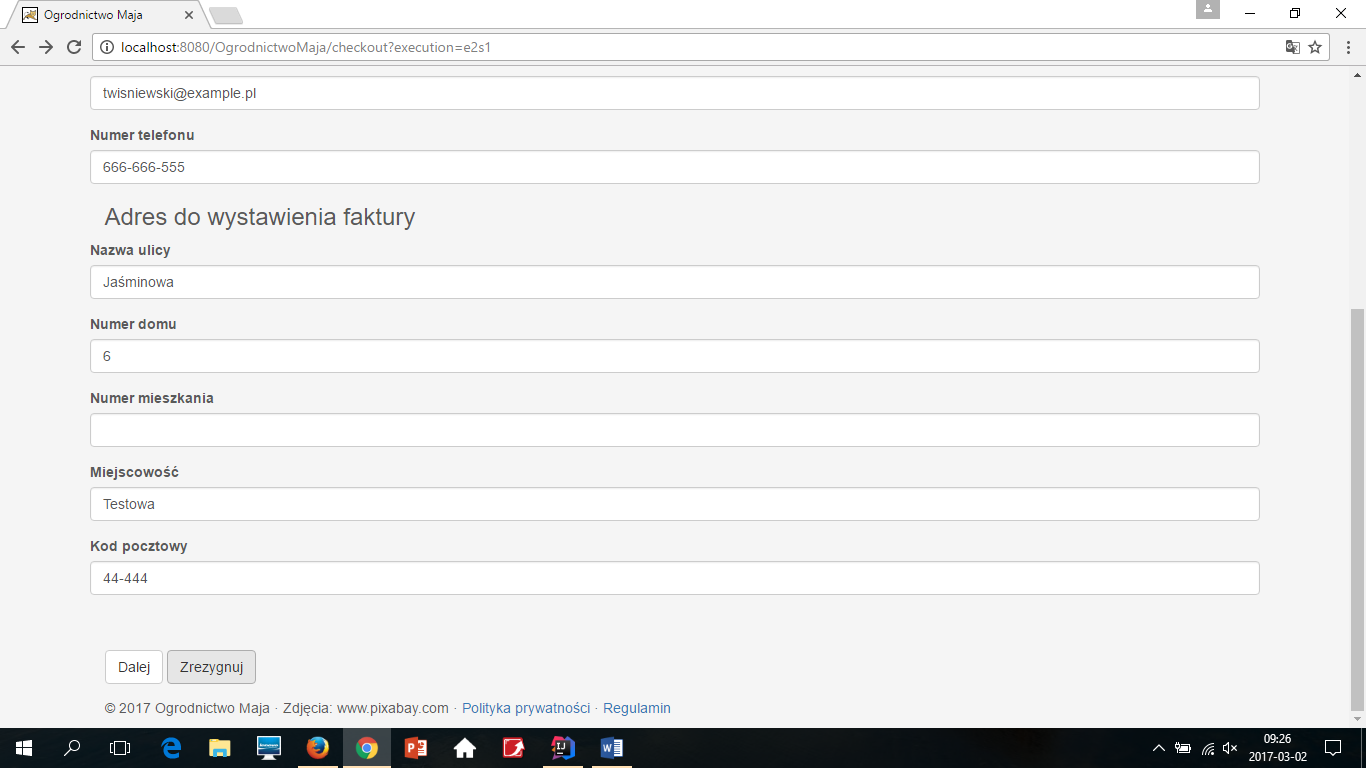 Ogrodnictwo Maja
localhost:8080/OgrodnictwoMaja/checkout?execution=e2s1
twisniewski@example.pl
Numer telefonu
666-666-555
Adres do wystawienia faktury
Nazwa ulicy
Jaśminowa
Numer domu
6
Numer mieszkania
Miejscowość
Testowa
Kod pocztowy
44-444
Dalej Zrezygnuj
© 2017 Ogrodnictwo Maja · Zdjęcia: www.pixabay.com · Polityka prywatności · Regulamin
09:26
2017-03-02